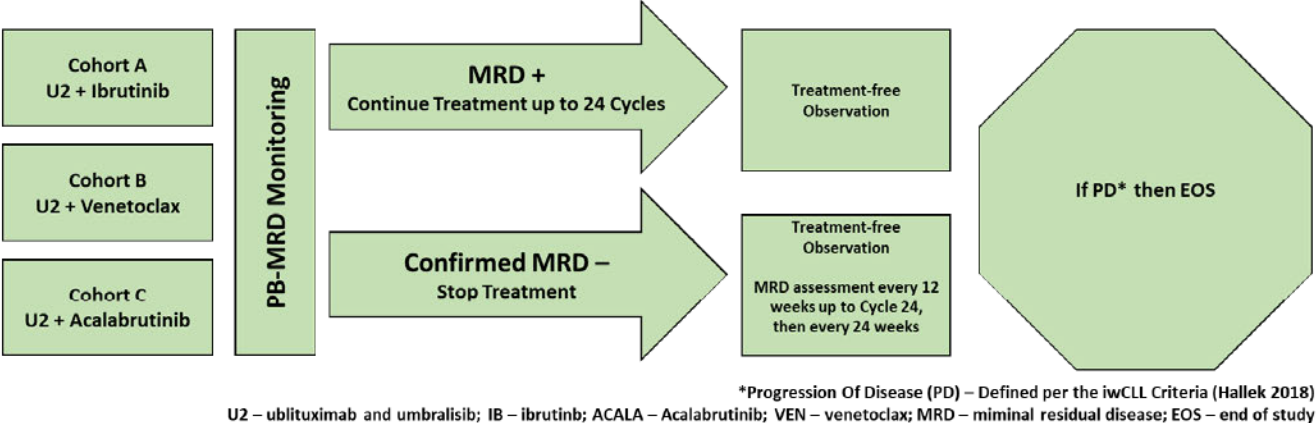 Cohort A
U2 + Ibrutinib
Cohort B
U2 + Venetoclax
Cohort C
U2 + Acalabrutinib
PB-MRD Monitoring
MRD +
Continue Treatment up to 24 Cycles
Confirmed MRD –
Stop Treatment
Treatment-free
Observation
Treatment-free
Observation
MRD assessment every 12
weeks up to Cycle 24,
then every 24 weeks
If PD* then EOS
*Progression Of Disease (PD) – Defined per the iwCLL Criteria (Hallek 2018)
U2 – ublituximab and umbralisib; IB – ibrutinb; ACALA – Acalabrutinib; VEN – venetoclax; MRD – miminal residual disease; EOS – end of study